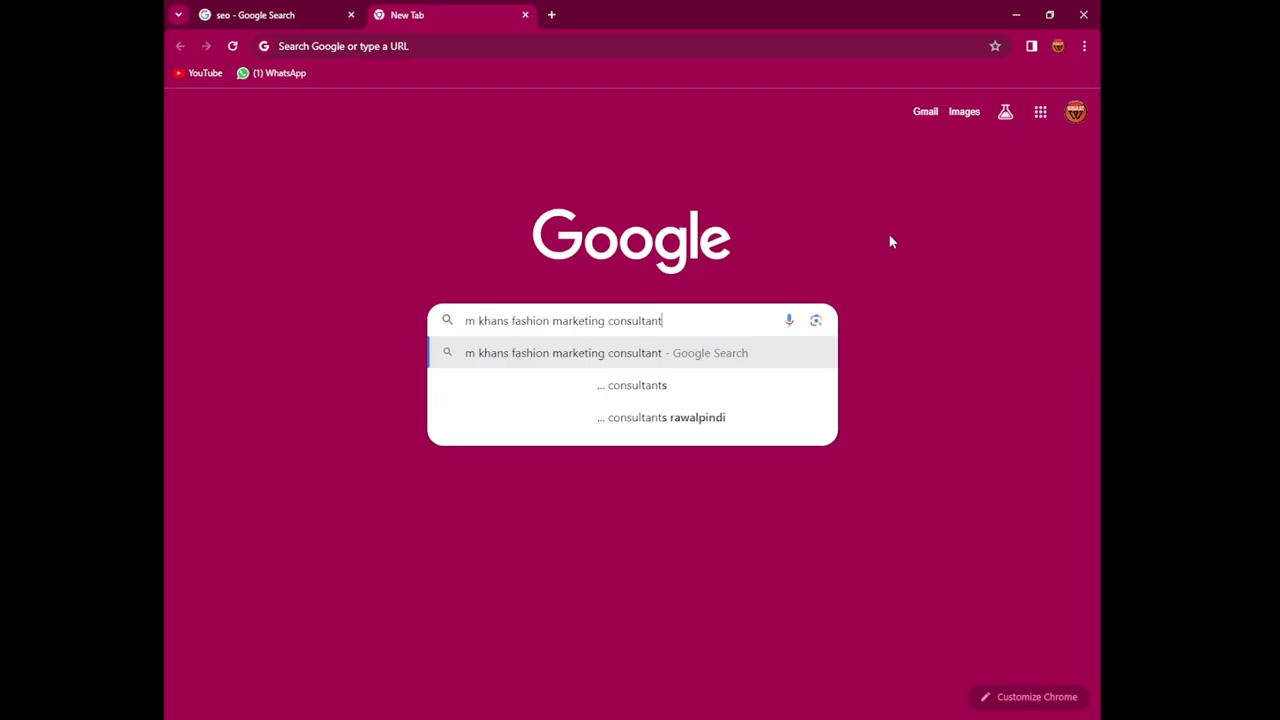 seo - Google Search
New Tab
Search Google or type a URL
YouTube
(1) WhatsApp
Gmail Images
Google
m khans fashion marketing consultant
m khans fashion marketing consultant - Google Search
... consultants
... consultants rawalpindi
Customize Chrome